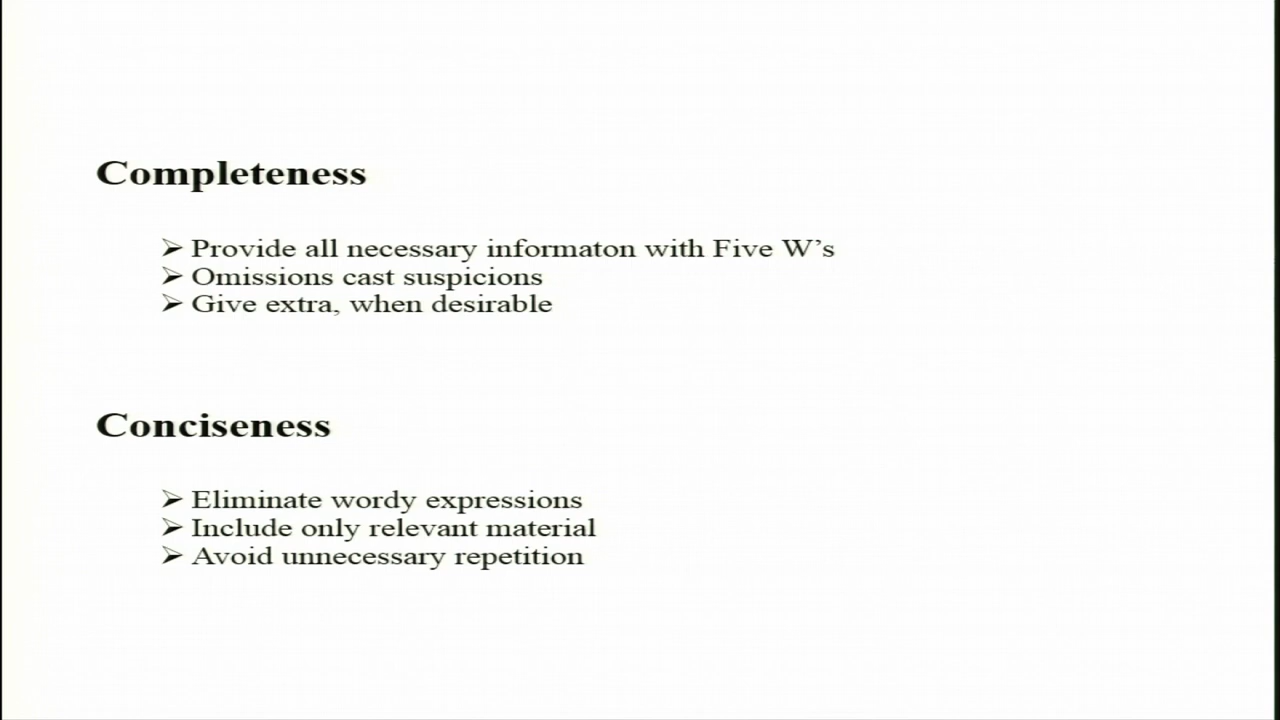 Completeness
➢ Provide all necessary informaton with Five W’s
➢ Omissions cast suspicions
➢ Give extra, when desirable
Conciseness
➢ Eliminate wordy expressions
➢ Include only relevant material
➢ Avoid unnecessary repetition